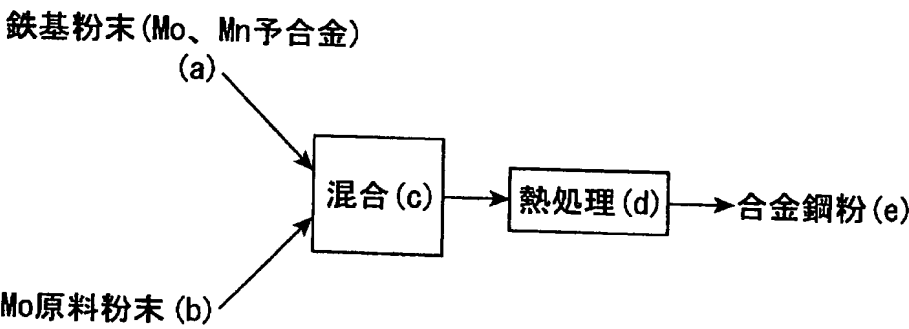 鉄基粉末(Mo、Mn予合金)
(a)
混合(c)
熱処理(d)
合金鋼粉(e)
Mo原料粉末(b)